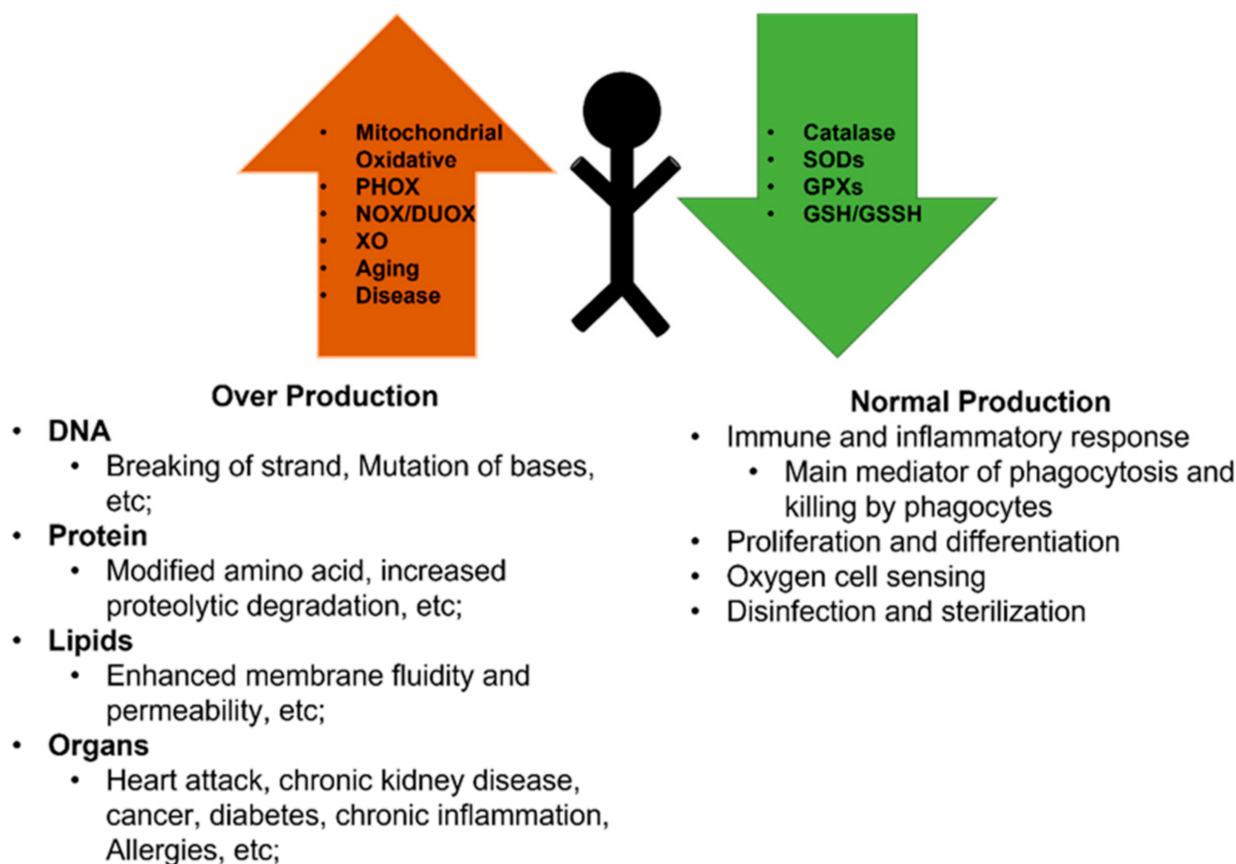 • Mitochondrial
Oxidative
• PHOX
• NOX/DUOX
• XO
• Aging
• Disease
• Catalase
• SODs
• GPXs
• GSH/GSSH
Over Production
• DNA
• Breaking of strand, Mutation of bases,
etc;
• Protein
• Modified amino acid, increased
proteolytic degradation, etc;
• Lipids
• Enhanced membrane fluidity and
permeability, etc;
• Organs
• Heart attack, chronic kidney disease,
cancer, diabetes, chronic inflammation,
Allergies, etc;
Normal Production
• Immune and inflammatory response
• Main mediator of phagocytosis and
killing by phagocytes
• Proliferation and differentiation
• Oxygen cell sensing
• Disinfection and sterilization